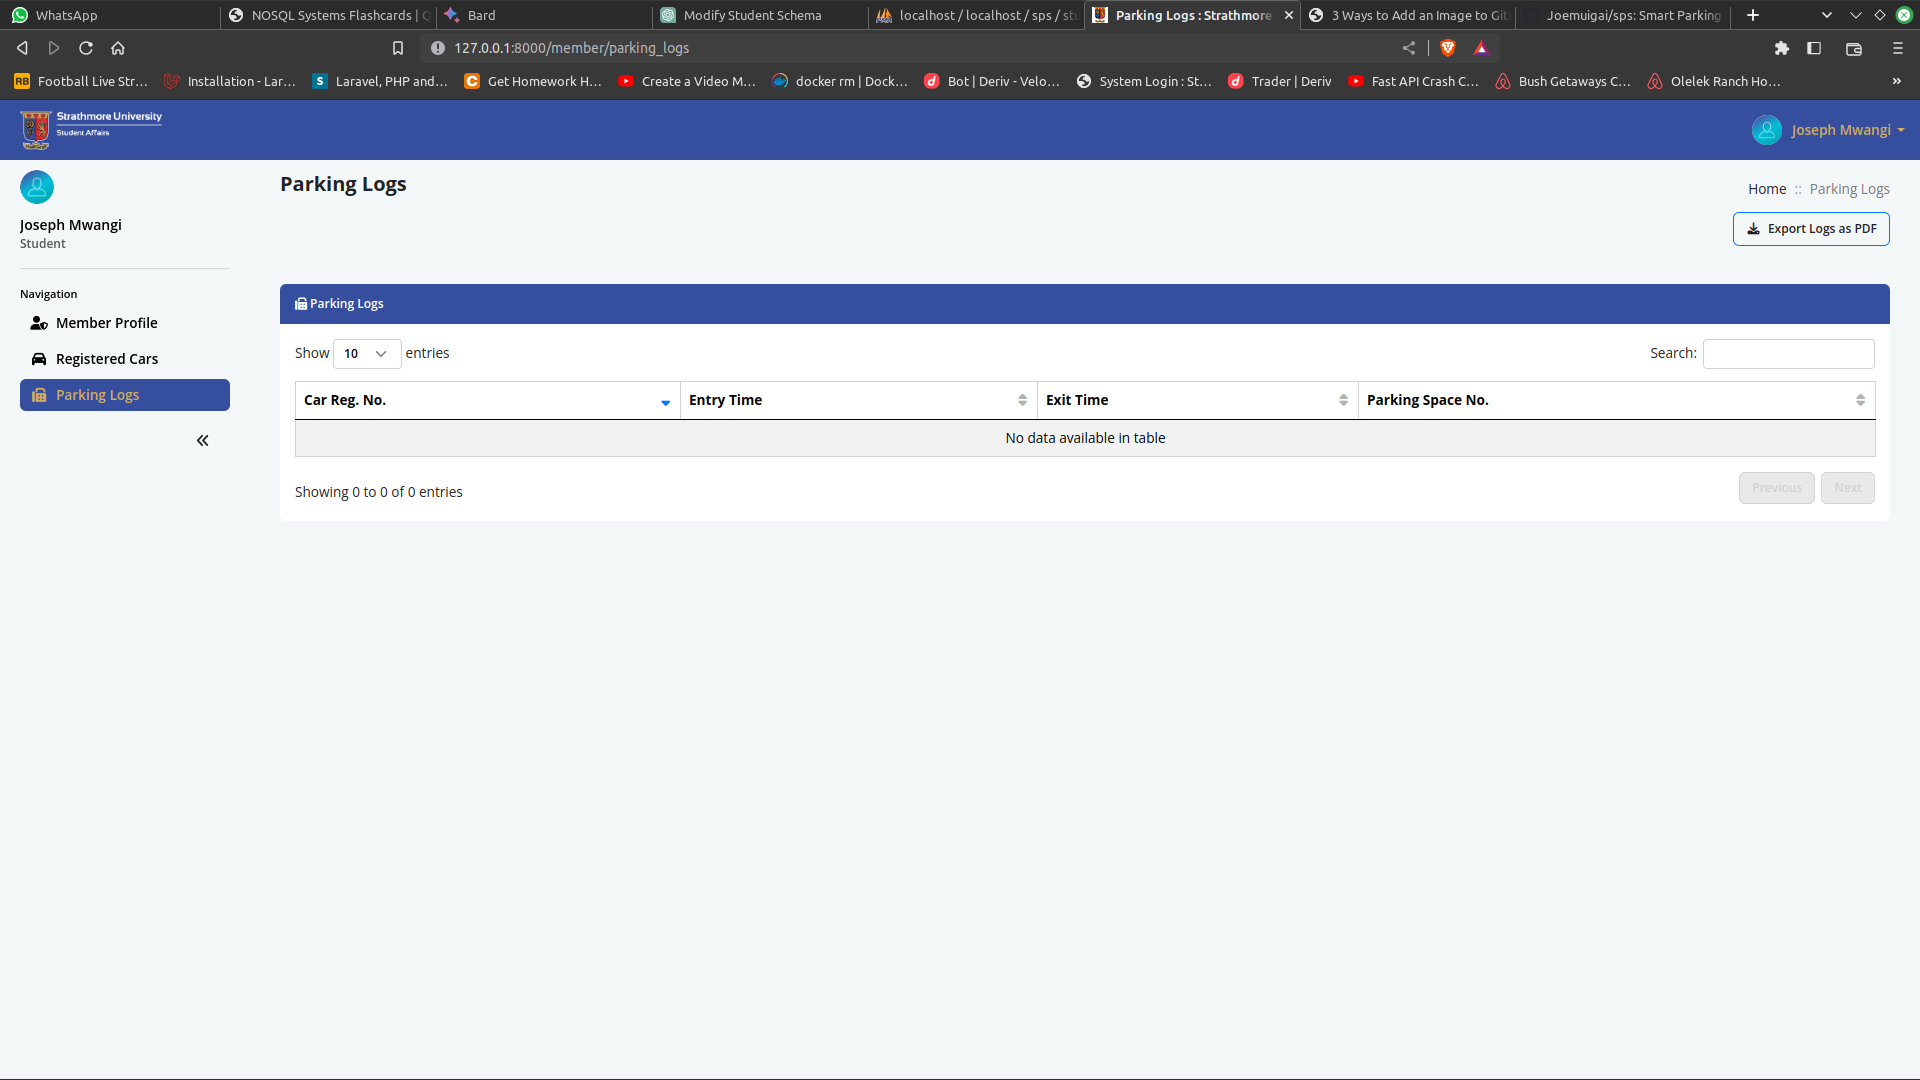 WhatsApp
NOSQL Systems Flashcards | Q
Bard
Modify Student Schema
localhost / localhost / sps / stu
Parking Logs : Strathmore
3 Ways to Add an Image to Git
Joemuigai/sps: Smart Parking
127.0.0.1:8000/member/parking_logs
Football Live Str...
Installation - Lar...
Laravel, PHP and...
Get Homework H...
Create a Video M...
docker rm | Dock...
Bot | Deriv - Velo...
System Login : St...
Trader | Deriv
Fast API Crash C...
Bush Getaways C...
Olelek Ranch Ho...
Strathmore University
Student Affairs
Joseph Mwangi
Joseph Mwangi
Student
Navigation
Member Profile
Registered Cars
Parking Logs
Parking Logs
Home :: Parking Logs
Export Logs as PDF
Parking Logs
Show 10 entries
Search:
Car Reg. No. Entry Time Exit Time Parking Space No.
No data available in table
Showing 0 to 0 of 0 entries
Previous Next